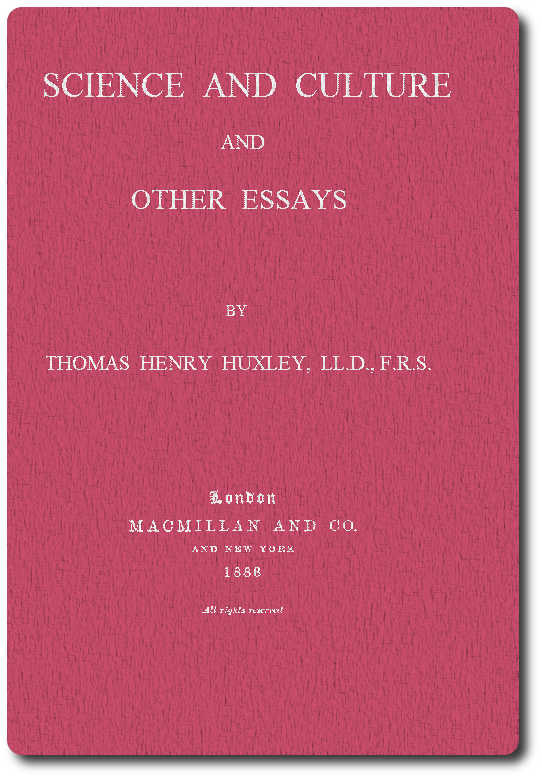 SCIENCE AND CULTURE
AND
OTHER ESSAYS
BY
THOMAS HENRY HUXLEY, LL.D., F.R.S.
London
MACMILLAN AND CO.
AND NEW YORK
1888
All rights reserved